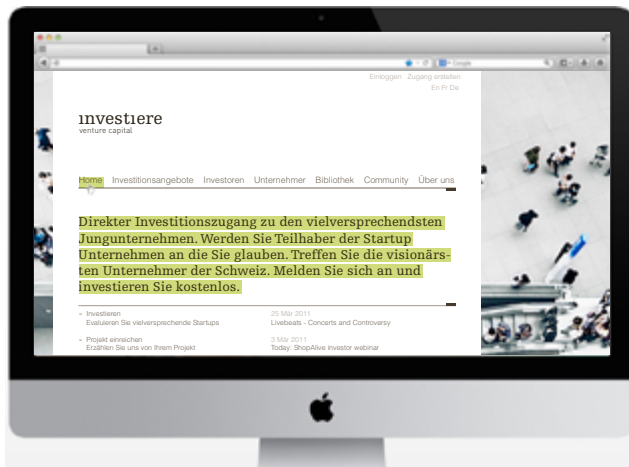 Google
Einloggen Zugang erstellen
En Fr De
investiere
venture capital
Home Investitionsangebote Investoren Unternehmer Bibliothek Community Über uns
Direkter Investitionszugang zu den vielversprechendsten
Jungunternehmen. Werden Sie Teilhaber der Startup
Unternehmen an die Sie glauben. Treffen Sie die visionärs-
ten Unternehmer der Schweiz. Melden Sie sich an und
investieren Sie kostenlos.
- Investieren 25 Mär 2011
Evaluieren Sie vielversprechende Startups Livebeats - Concerts and Controversy
- Projekt einreichen 3 Mär 2011
Erzählen Sie uns von Ihrem Projekt Today: ShopAlive investor webinar